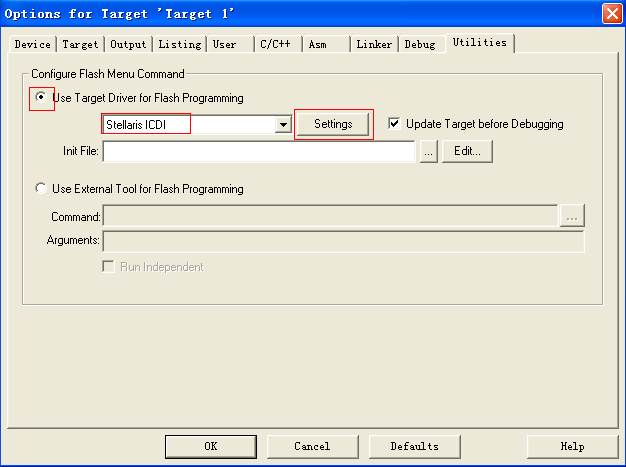 Options for Target 'Target 1'
Device Target Output Listing User C/C++ Asm Linker Debug Utilities
Configure Flash Menu Command
Use Target Driver for Flash Programming
Stellaris ICDI Settings Update Target before Debugging
Init File: ... Edit...
Use External Tool for Flash Programming
Command: ...
Arguments:
Run Independent
OK Cancel Defaults Help